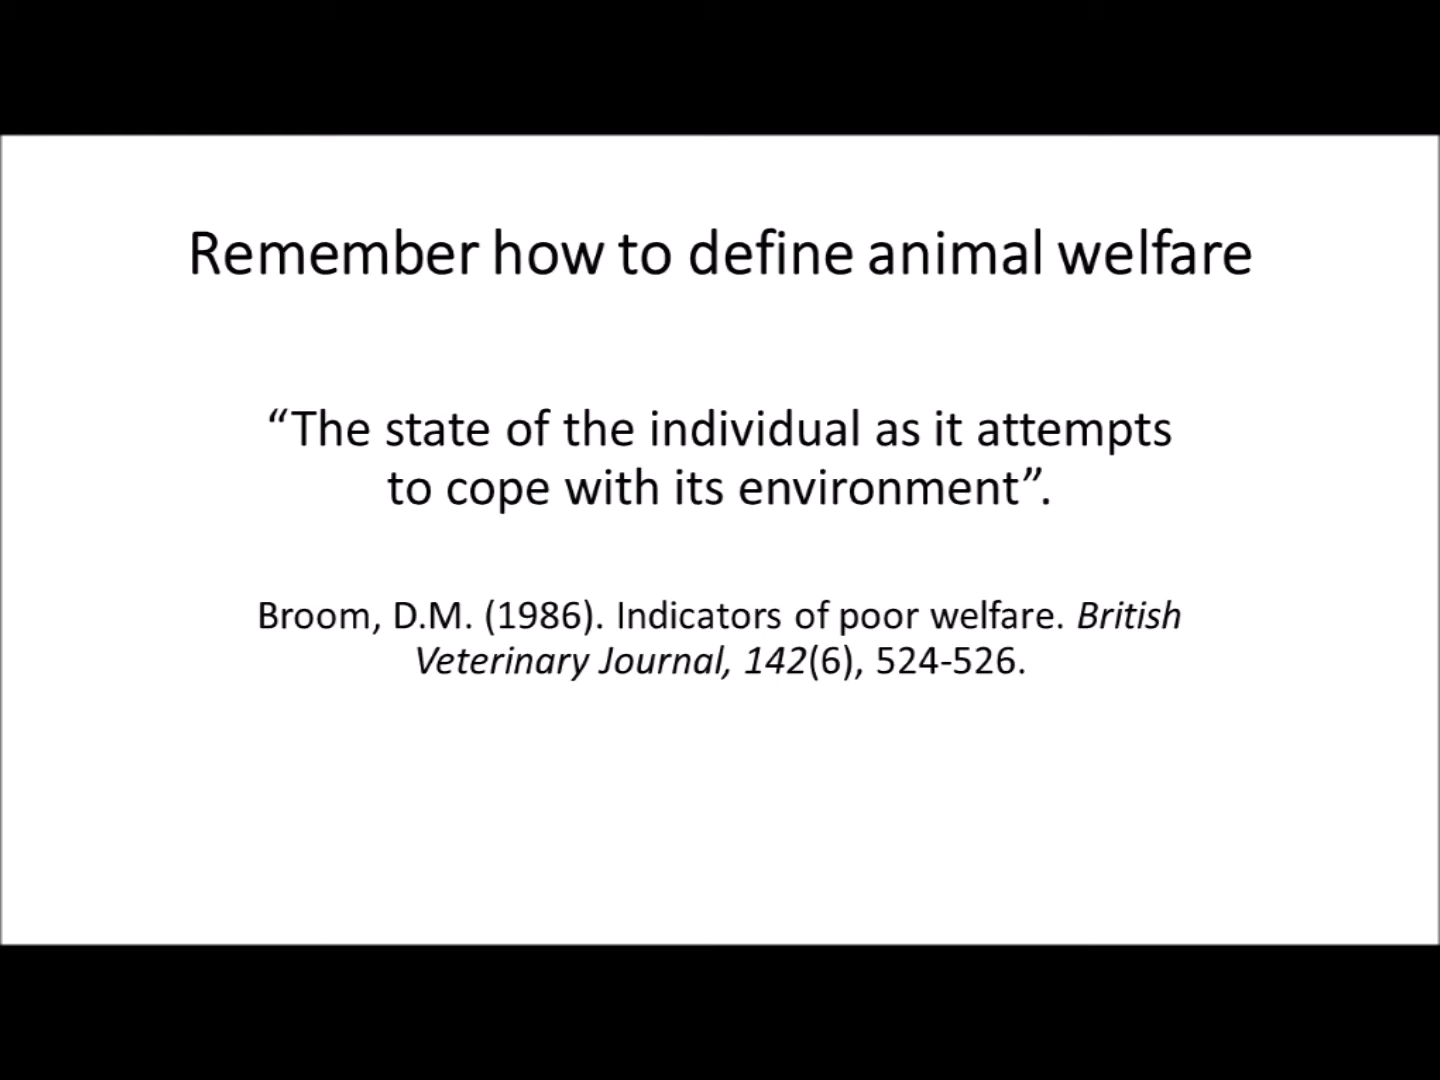 Remember how to define animal welfare
“The state of the individual as it attempts
to cope with its environment”.
Broom, D.M. (1986). Indicators of poor welfare. British
Veterinary Journal, 142(6), 524-526.